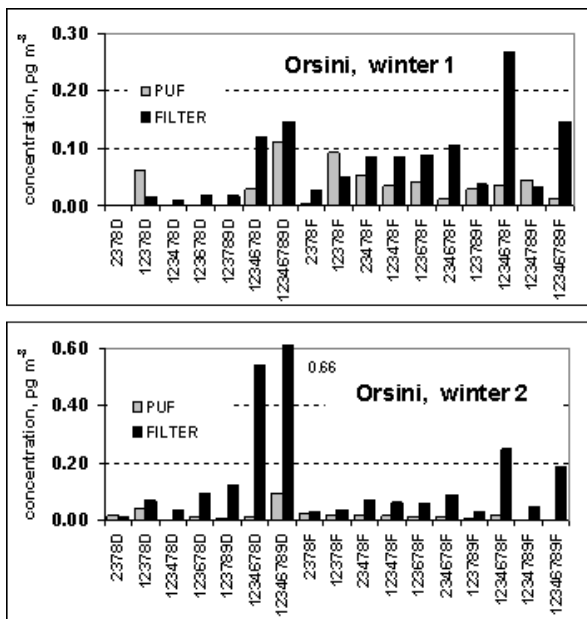 0.30
0.20
0.10
0.00
concentration, pg m⁻³
Orsini, winter 1
PUF
FILTER
2378D
12378D
123478D
123678D
123789D
1234678D
12346789D
2378F
12378F
23478F
123478F
123678F
234678F
123789F
1234678F
1234789F
12346789F
0.60
0.40
0.20
0.00
concentration, pg m⁻³
0.66
Orsini, winter 2
PUF
FILTER
2378D
12378D
123478D
123678D
123789D
1234678D
12346789D
2378F
12378F
23478F
123478F
123678F
234678F
123789F
1234678F
1234789F
12346789F